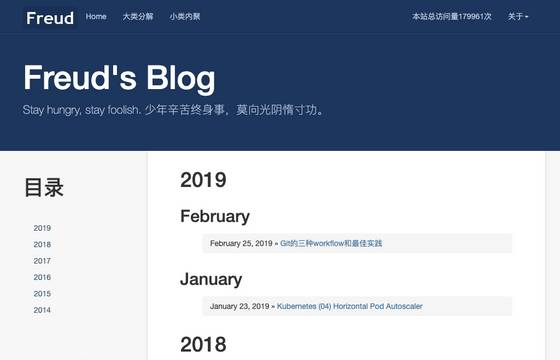 Freud Home 大类分解 小类内聚 本站总访问量179961次 关于
Freud's Blog
Stay hungry, stay foolish. 少年辛苦终身事，莫向光阴惰寸功。
目录
2019
2018
2017
2016
2015
2014
2019
February
February 25, 2019 » Git的三种workflow和最佳实践
January
January 23, 2019 » Kubernetes (04) Horizontal Pod Autoscaler
2018